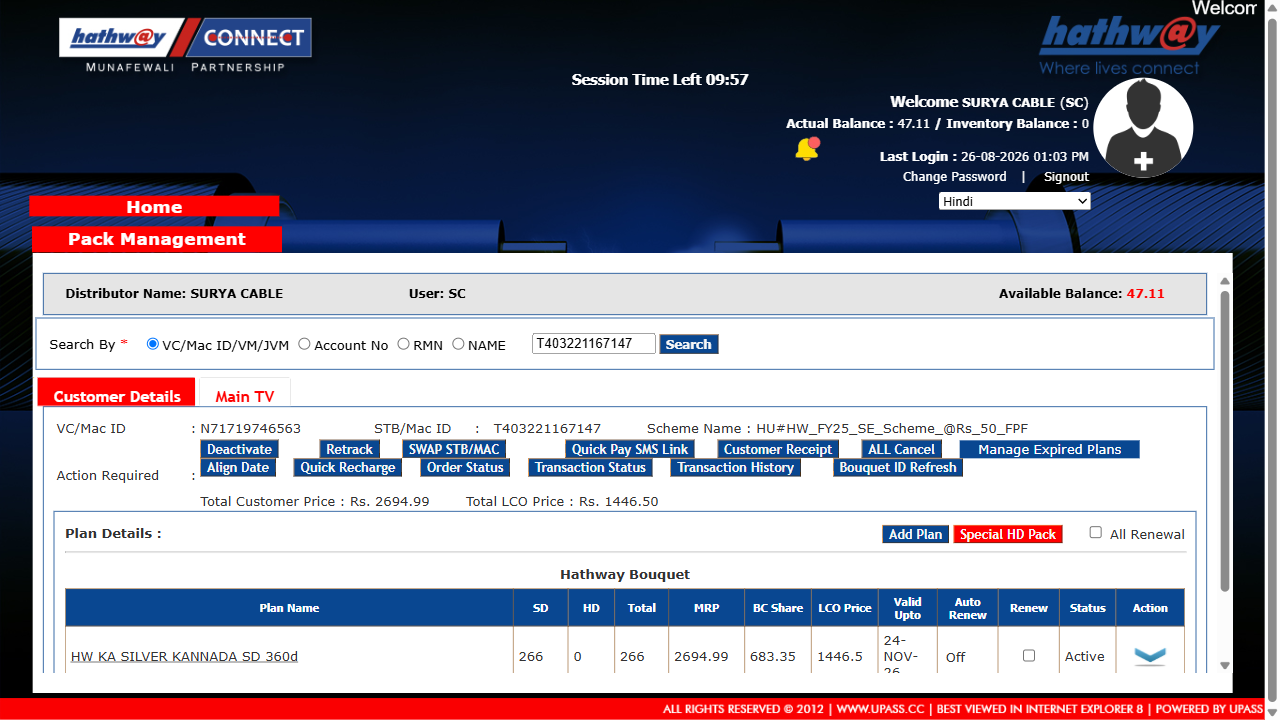 Welcom
hathw@y CONNECT
MUNAFEWALI PARTNERSHIP
hathw@y
Where lives connect
Session Time Left 09:57
Welcome SURYA CABLE (SC)
Actual Balance : 47.11 / Inventory Balance : 0
Last Login : 26-08-2026 01:03 PM
Change Password | Signout
Hindi
Home
Pack Management
Distributor Name: SURYA CABLE User: SC Available Balance: 47.11
Search By * VC/Mac ID/VM/JVM Account No RMN NAME T403221167147 Search
Customer Details Main TV
VC/Mac ID : N71719746563 STB/Mac ID : T403221167147 Scheme Name : HU#HW_FY25_SE_Scheme_@Rs_50_FPF
Deactivate Retrack SWAP STB/MAC Quick Pay SMS Link Customer Receipt ALL Cancel Manage Expired Plans
Action Required : Align Date Quick Recharge Order Status Transaction Status Transaction History Bouquet ID Refresh
Total Customer Price : Rs. 2694.99 Total LCO Price : Rs. 1446.50
Plan Details : Add Plan Special HD Pack All Renewal
Hathway Bouquet
Plan Name SD HD Total MRP BC Share LCO Price Valid Upto Auto Renew Renew Status Action
HW KA SILVER KANNADA SD 360d 266 0 266 2694.99 683.35 1446.5 24-NOV-26 Off Active
ALL RIGHTS RESERVED © 2012 | WWW.UPASS.CC | BEST VIEWED IN INTERNET EXPLORER 8 | POWERED BY UPASS